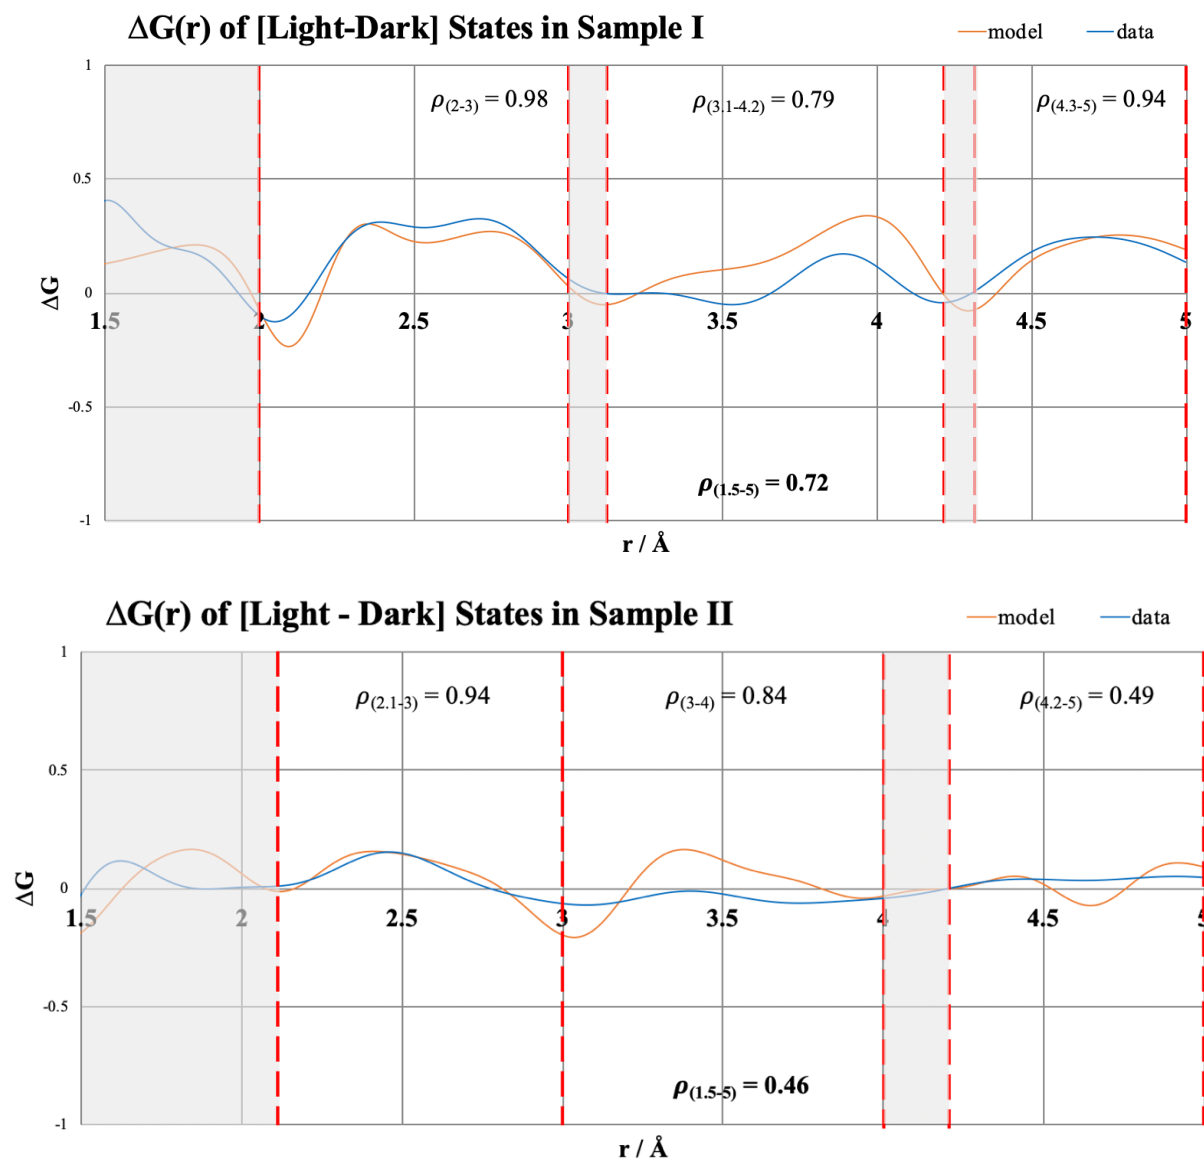 ΔG(r) of [Light-Dark] States in Sample I
model data
1
ρ(2-3) = 0.98 ρ(3.1-4.2) = 0.79 ρ(4.3-5) = 0.94
0.5
ΔG
0
1.5 2 2.5 3 3.5 4 4.5 5
-0.5
ρ(1.5-5) = 0.72
-1
r / Å
ΔG(r) of [Light - Dark] States in Sample II
model data
1
ρ(2.1-3) = 0.94 ρ(3-4) = 0.84 ρ(4.2-5) = 0.49
0.5
ΔG
0
1.5 2 2.5 3 3.5 4 4.5 5
-0.5
ρ(1.5-5) = 0.46
-1
r / Å